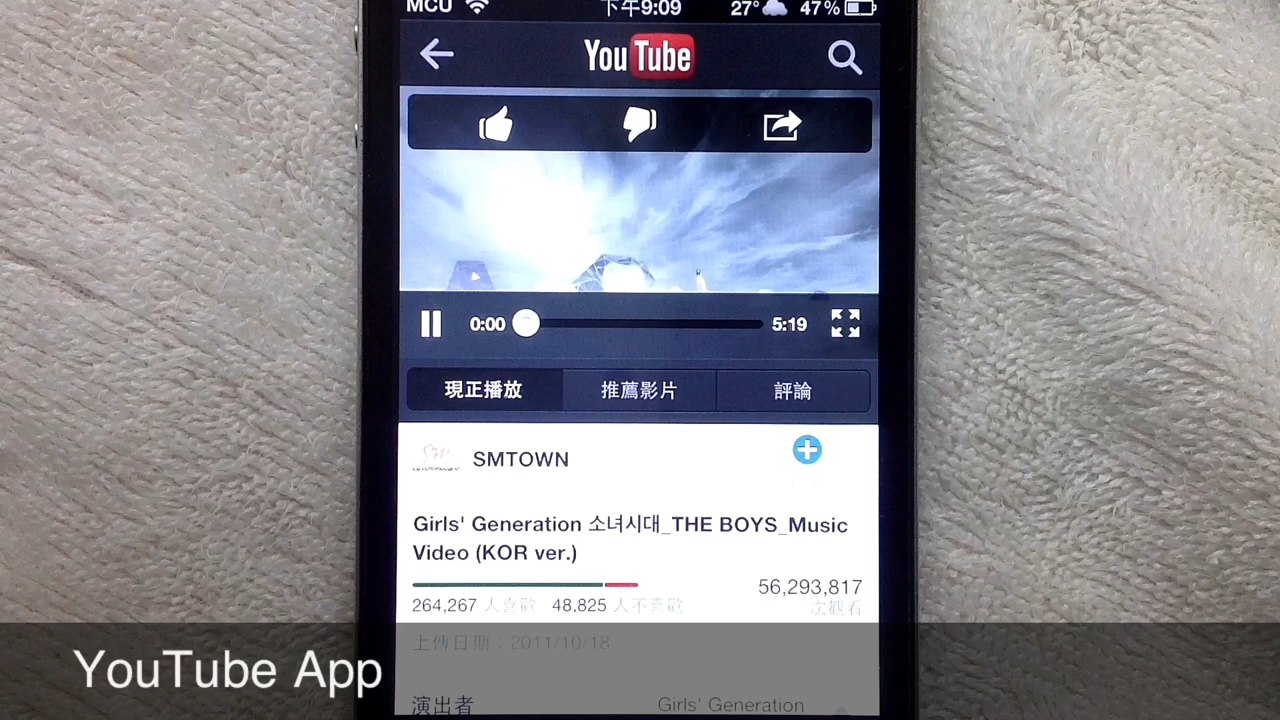 MCU 下午9:09 27° 47%
YouTube
0:00 5:19
現正播放 推薦影片 評論
SMTOWN
Girls' Generation 소녀시대_THE BOYS_Music
Video (KOR ver.)
56,293,817
264,267 人喜歡 48,825 人不喜歡 次觀看
上傳日期：2011/10/18
YouTube App
演出者 Girls' Generation